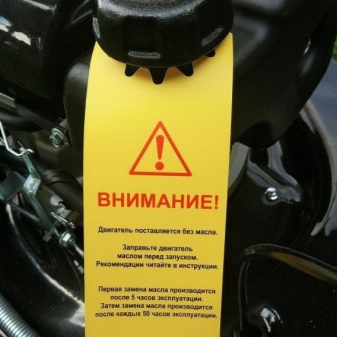 ВНИМАНИЕ!
Двигатель поставляется без масла.
Заправьте двигатель
маслом перед запуском.
Рекомендации читайте в инструкции.
Первая замена масла производится
после 5 часов эксплуатации.
Затем замена масла производится
после каждых 50 часов эксплуатации.